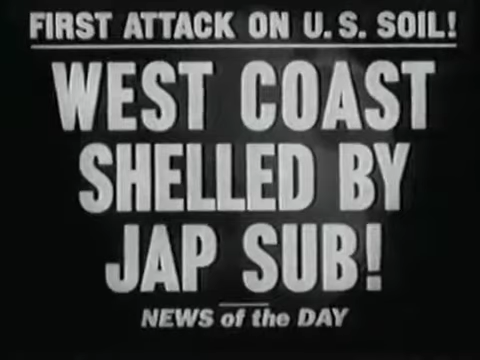 FIRST ATTACK ON U.S. SOIL!
WEST COAST
SHELLED BY
JAP SUB!
NEWS of the DAY